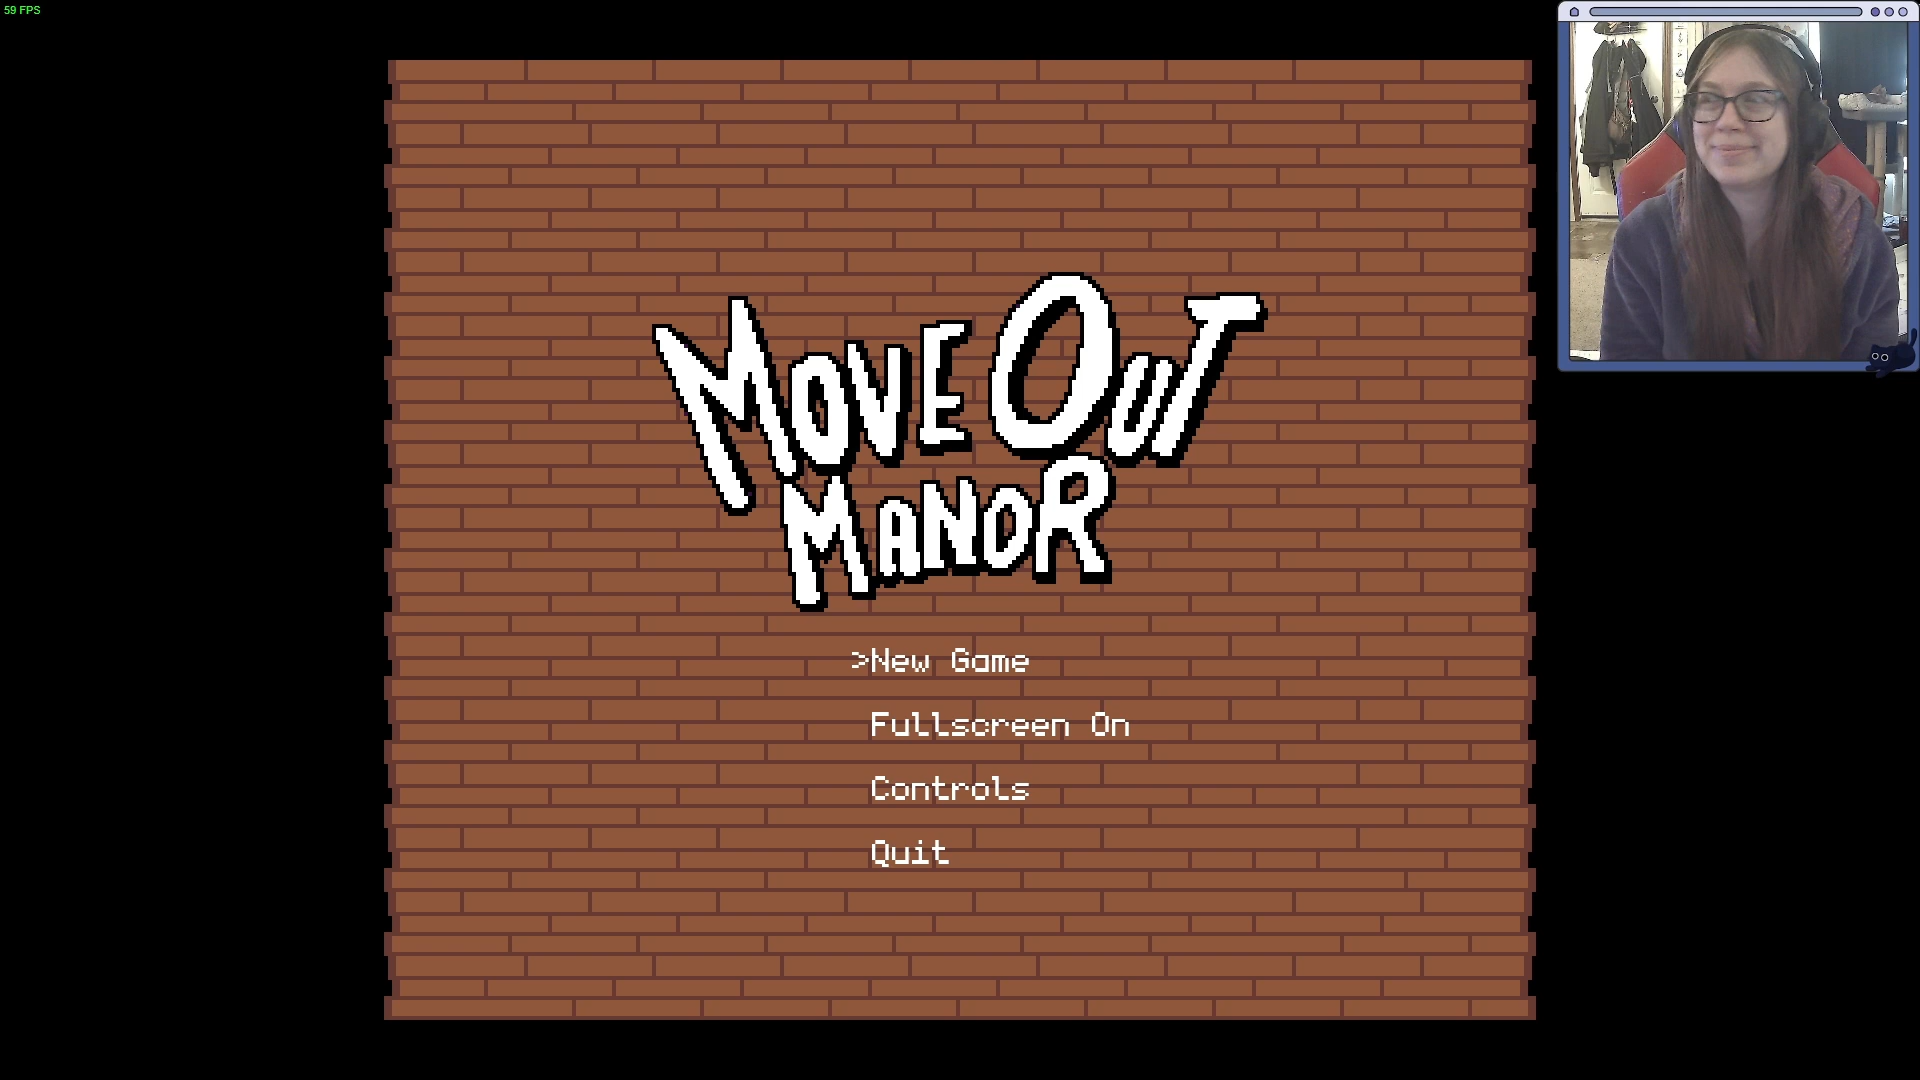 59 FPS
MOVE OUT
MANOR
>New Game
Fullscreen On
Controls
Quit